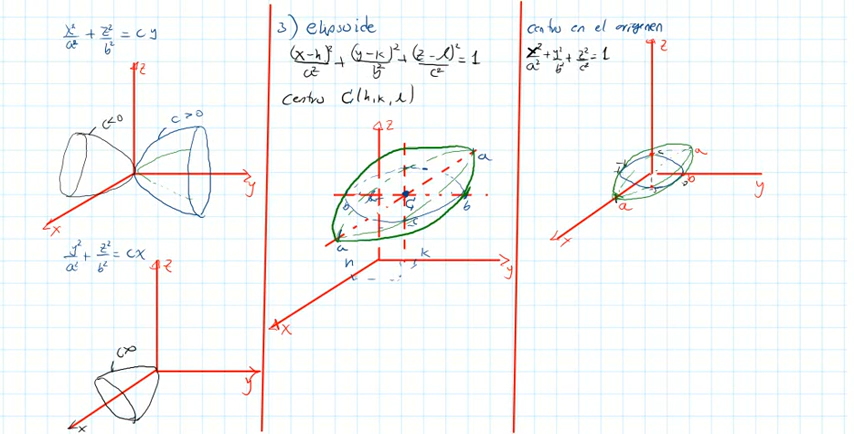 x²/a² + z²/b² = cy
z
c<0
c>0
y
x
y²/a² + z²/b² = cx
z
c>0
y
x
3) elipsoide
(x-h)²/a² + (y-k)²/b² + (z-l)²/c² = 1
centro C(h,k,l)
z
a
b
c
C
b
c
a
h
k
y
x
centro en el origenen
x²/a² + y²/b² + z²/c² = 1
z
c
a
b
a
y
x